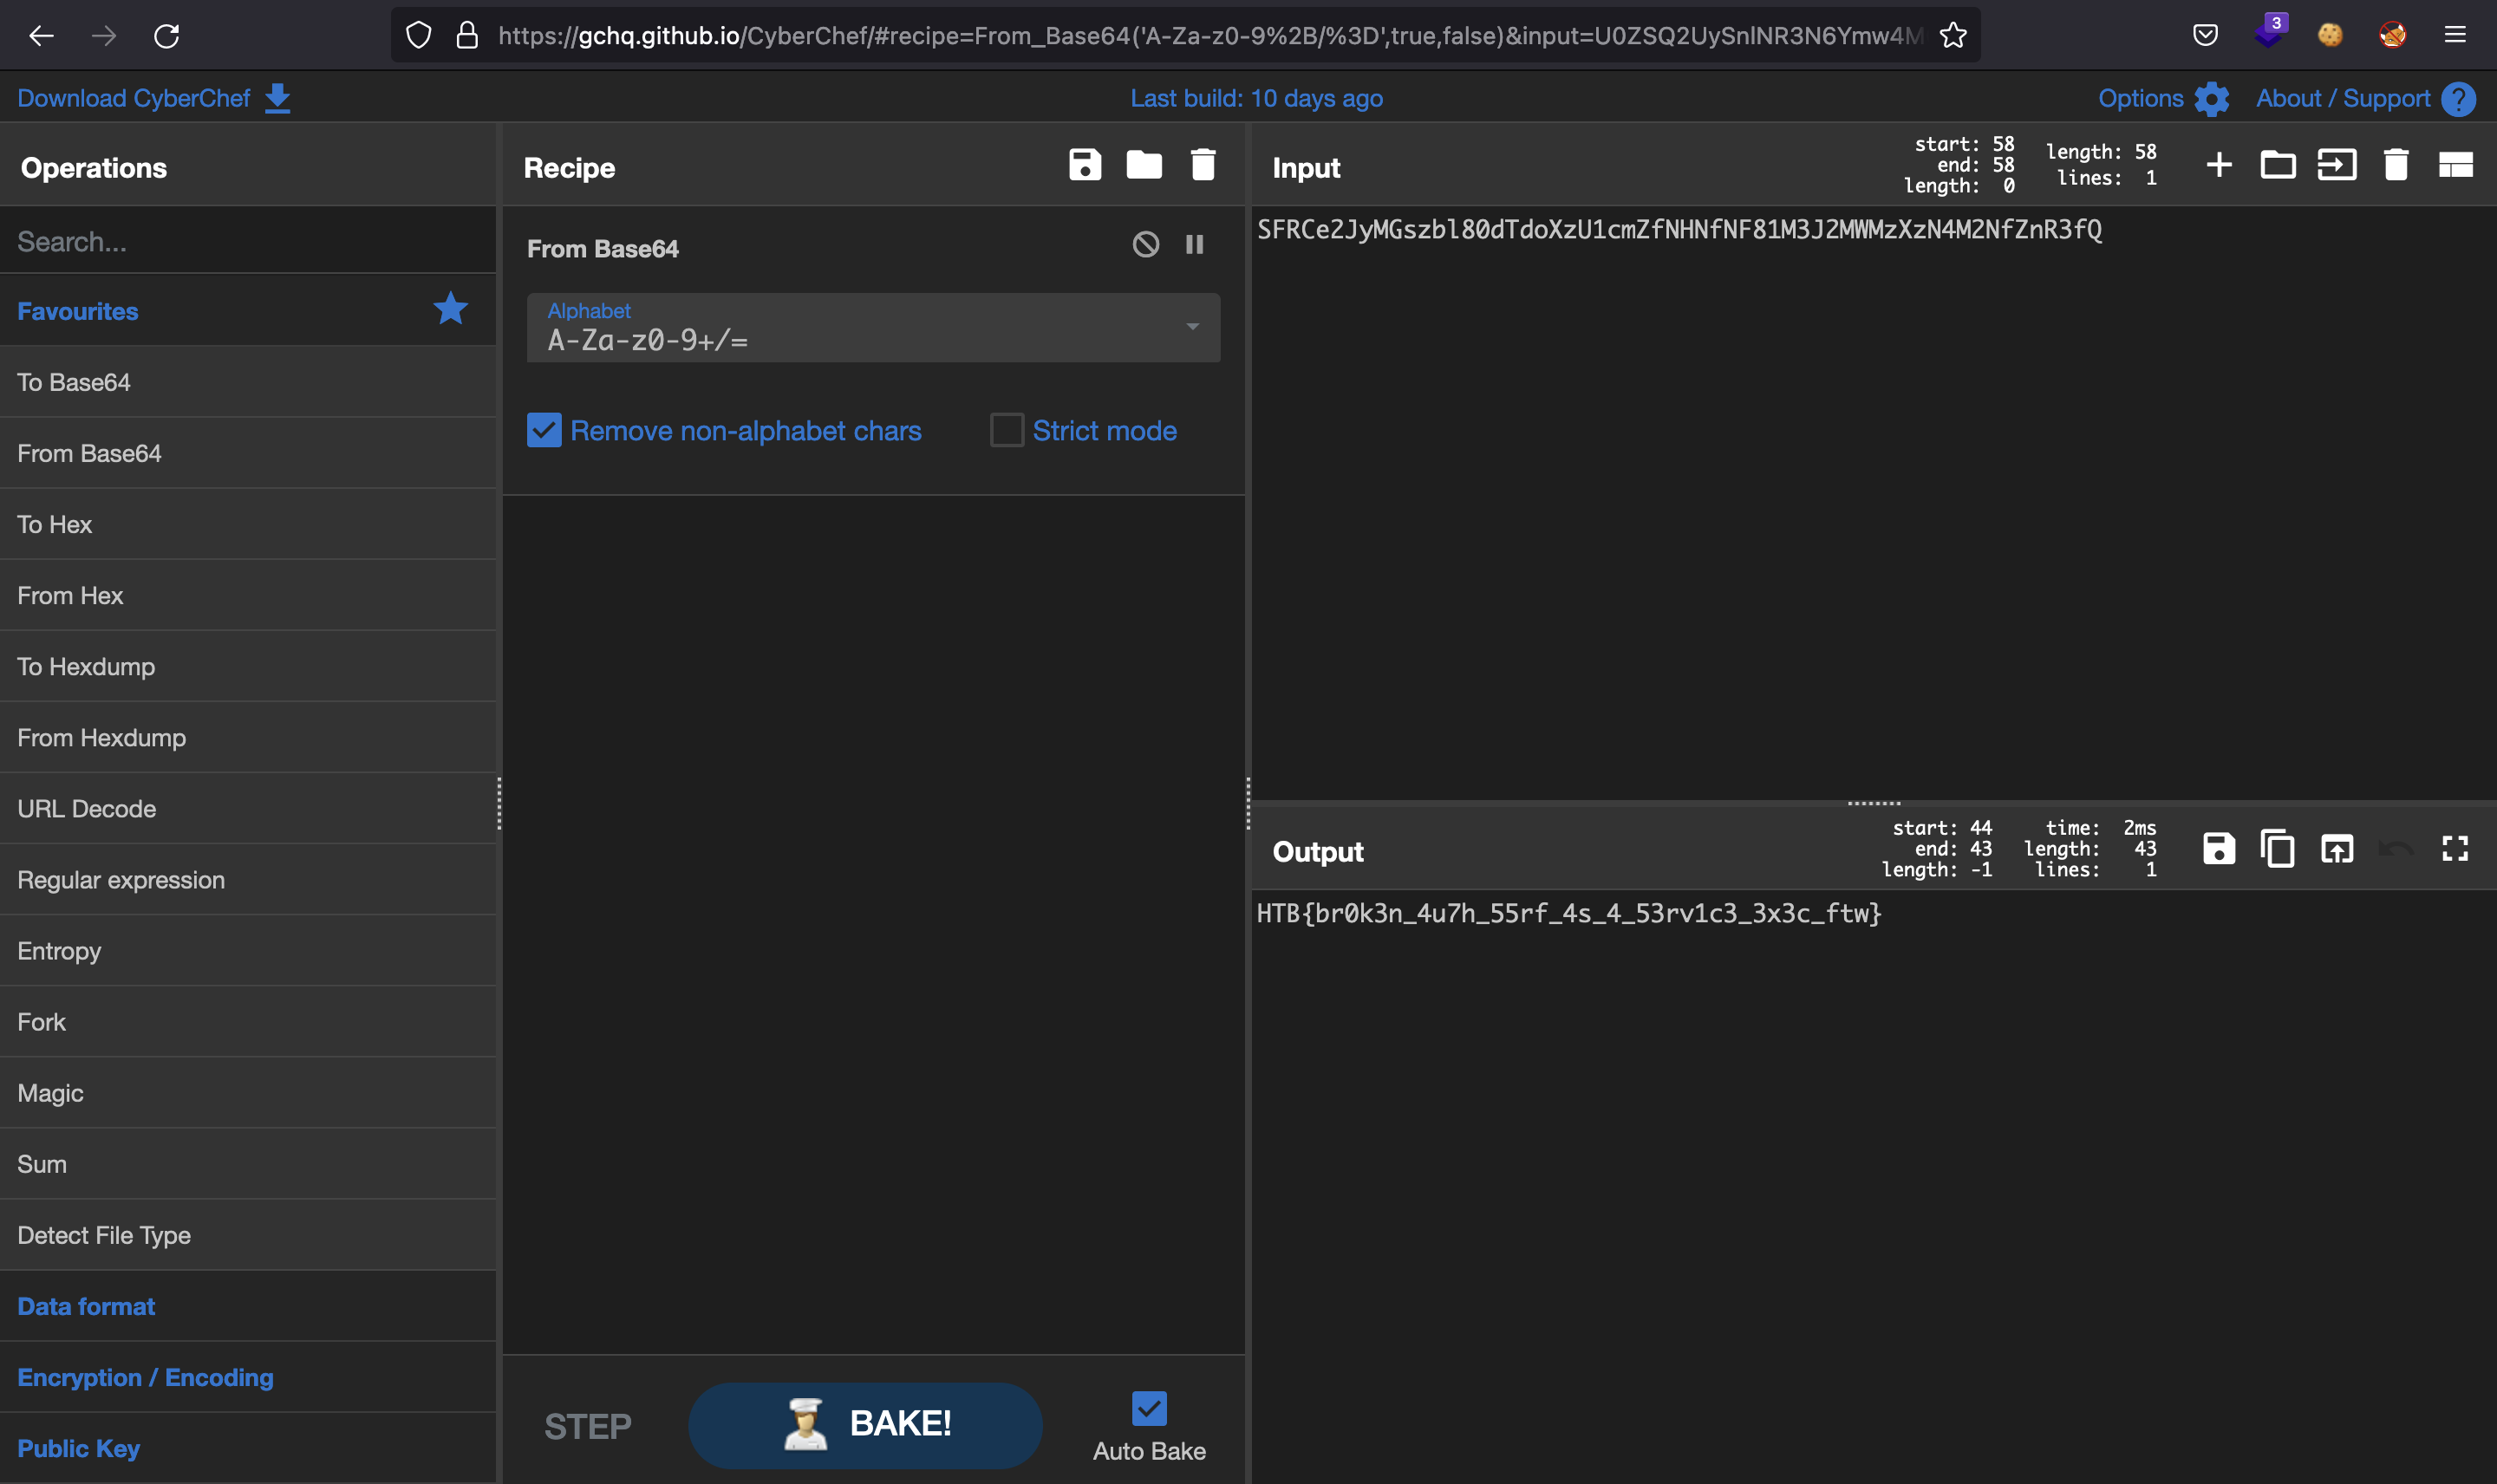 https://gchq.github.io/CyberChef/#recipe=From_Base64('A-Za-z0-9%2B/%3D',true,false)&input=U0ZSQ2UySnlNR3N6Ymw4M
3
Download CyberChef
Last build: 10 days ago
Options
About / Support
Operations
Recipe
Input
start: 58
end: 58
length: 0
length: 58
lines: 1
Search...
Favourites
To Base64
From Base64
To Hex
From Hex
To Hexdump
From Hexdump
URL Decode
Regular expression
Entropy
Fork
Magic
Sum
Detect File Type
Data format
Encryption / Encoding
Public Key
From Base64
Alphabet
A-Za-z0-9+/=
Remove non-alphabet chars
Strict mode
STEP
BAKE!
Auto Bake
SFRCe2JyMGszbl80dTdoXzU1cmZfNHNfNF81M3J2MWMzXzN4M2NfZnR3fQ
Output
start: 44
end: 43
length: -1
time: 2ms
length: 43
lines: 1
HTB{br0k3n_4u7h_55rf_4s_4_53rv1c3_3x3c_ftw}